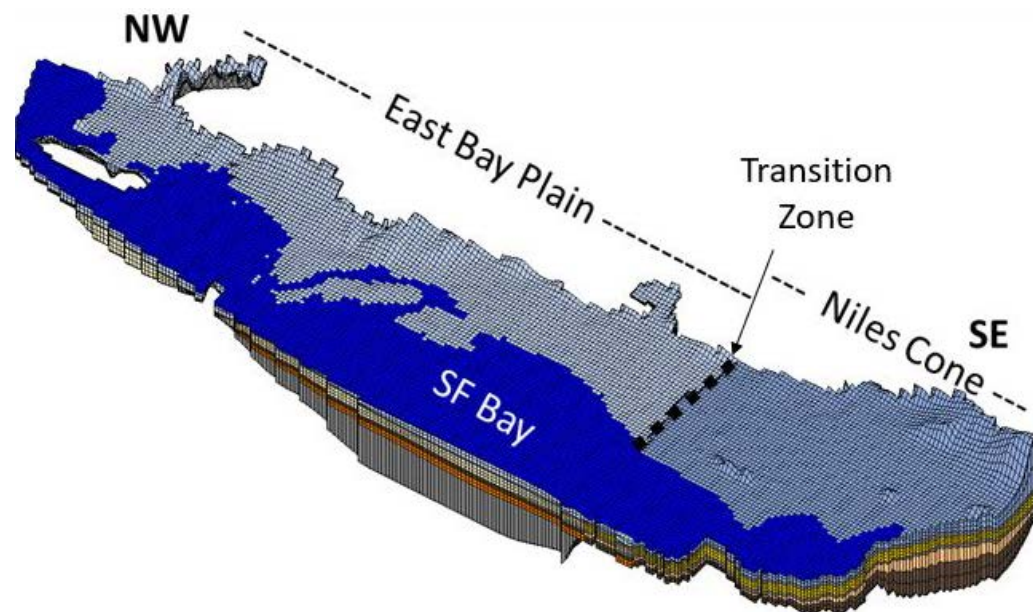 NW
East Bay Plain
Transition
Zone
Niles Cone
SE
SF Bay